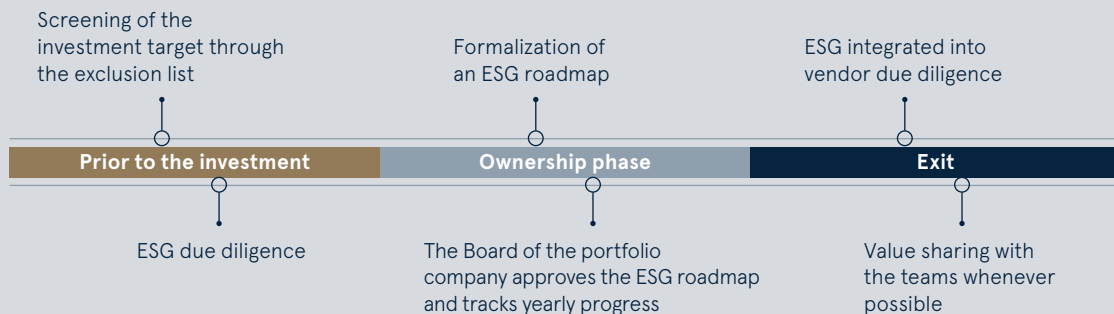 Screening of the
investment target through
the exclusion list
Formalization of
an ESG roadmap
ESG integrated into
vendor due diligence
Prior to the investment
Ownership phase
Exit
ESG due diligence
The Board of the portfolio
company approves the ESG roadmap
and tracks yearly progress
Value sharing with
the teams whenever
possible